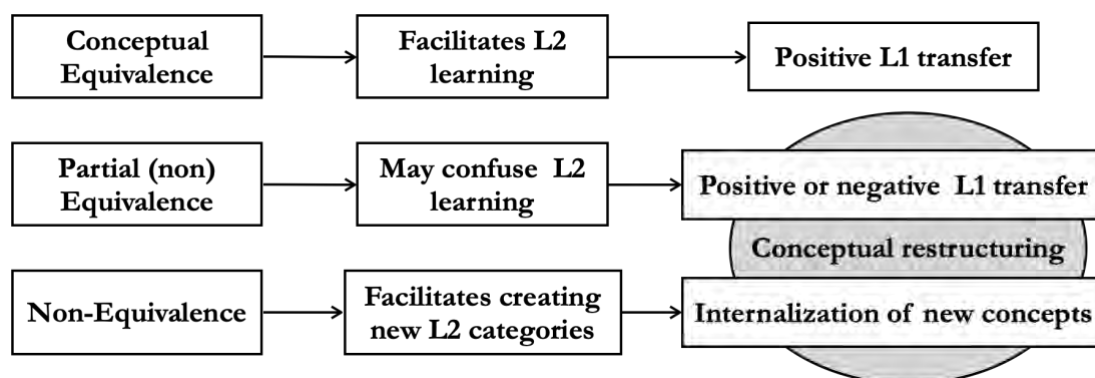 Conceptual
Equivalence
Facilitates L2
learning
Positive L1 transfer
Partial (non)
Equivalence
May confuse L2
learning
Positive or negative L1 transfer
Conceptual restructuring
Non-Equivalence
Facilitates creating
new L2 categories
Internalization of new concepts